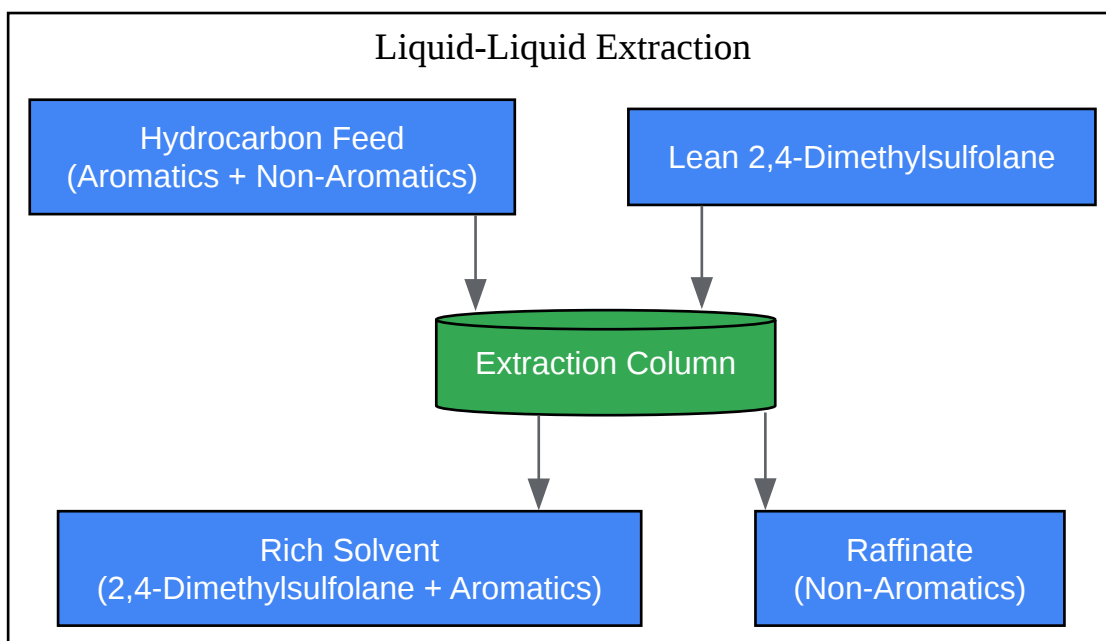 Liquid-Liquid Extraction
Hydrocarbon Feed
(Aromatics + Non-Aromatics)
Lean 2,4-Dimethylsulfolane
Extraction Column
Rich Solvent
(2,4-Dimethylsulfolane + Aromatics)
Raffinate
(Non-Aromatics)